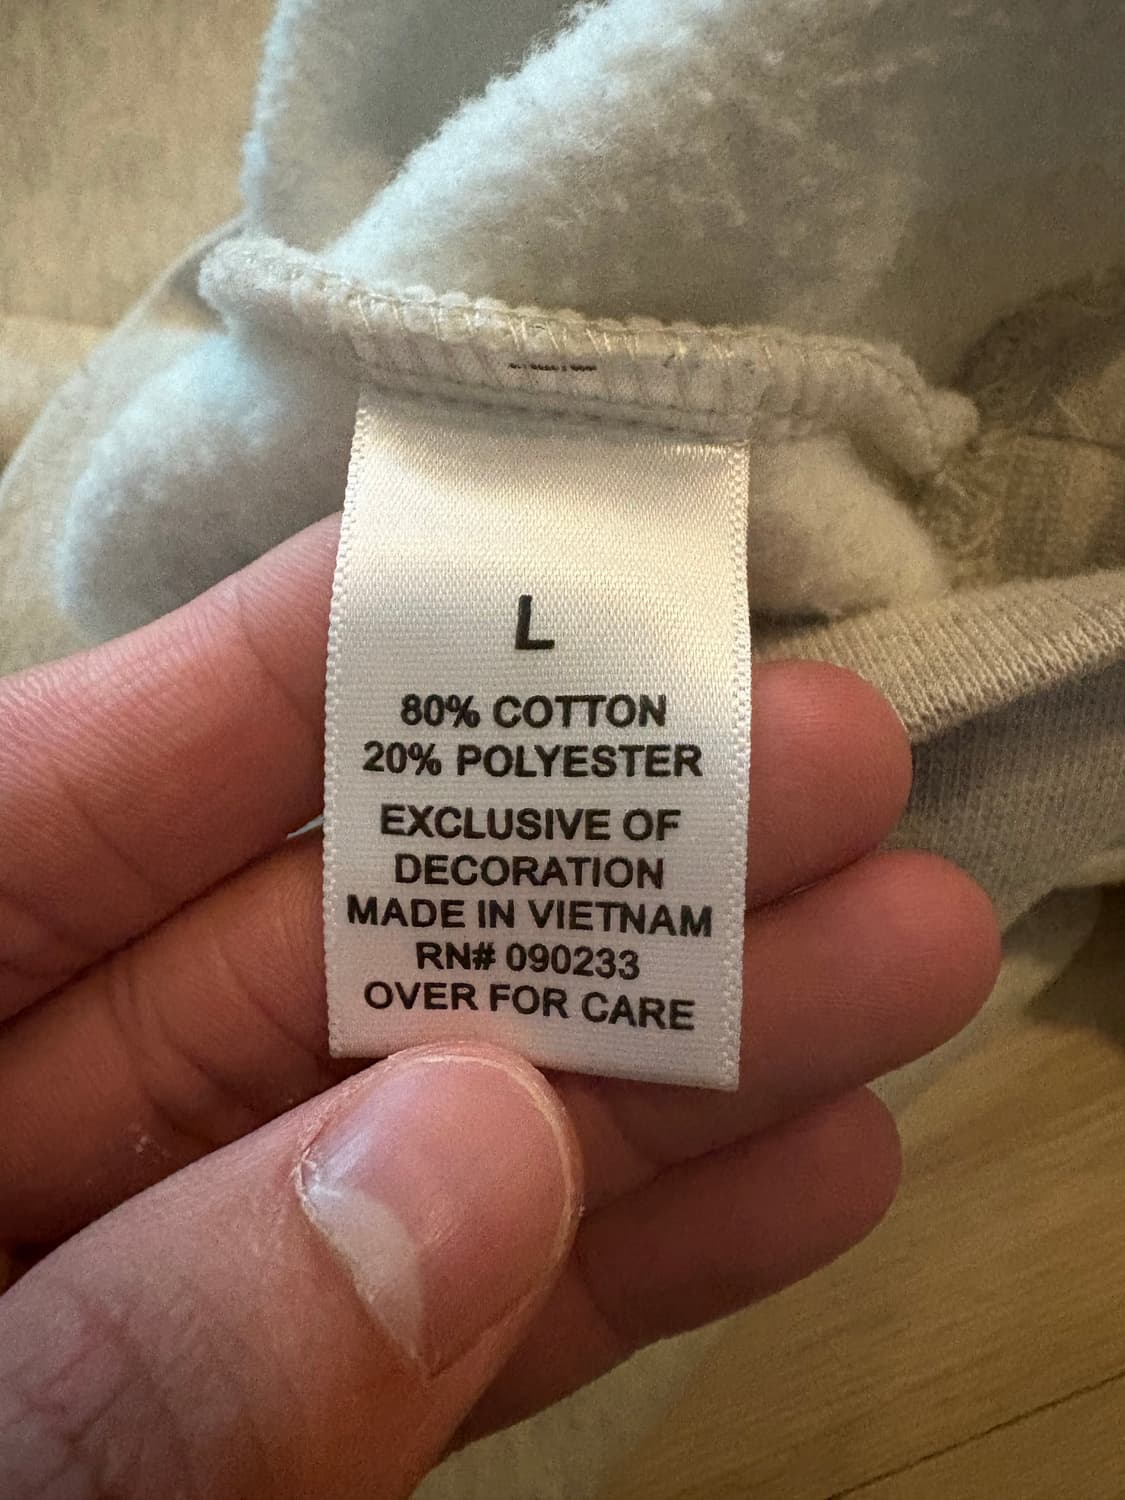 L
80% COTTON
20% POLYESTER
EXCLUSIVE OF
DECORATION
MADE IN VIETNAM
RN# 090233
OVER FOR CARE